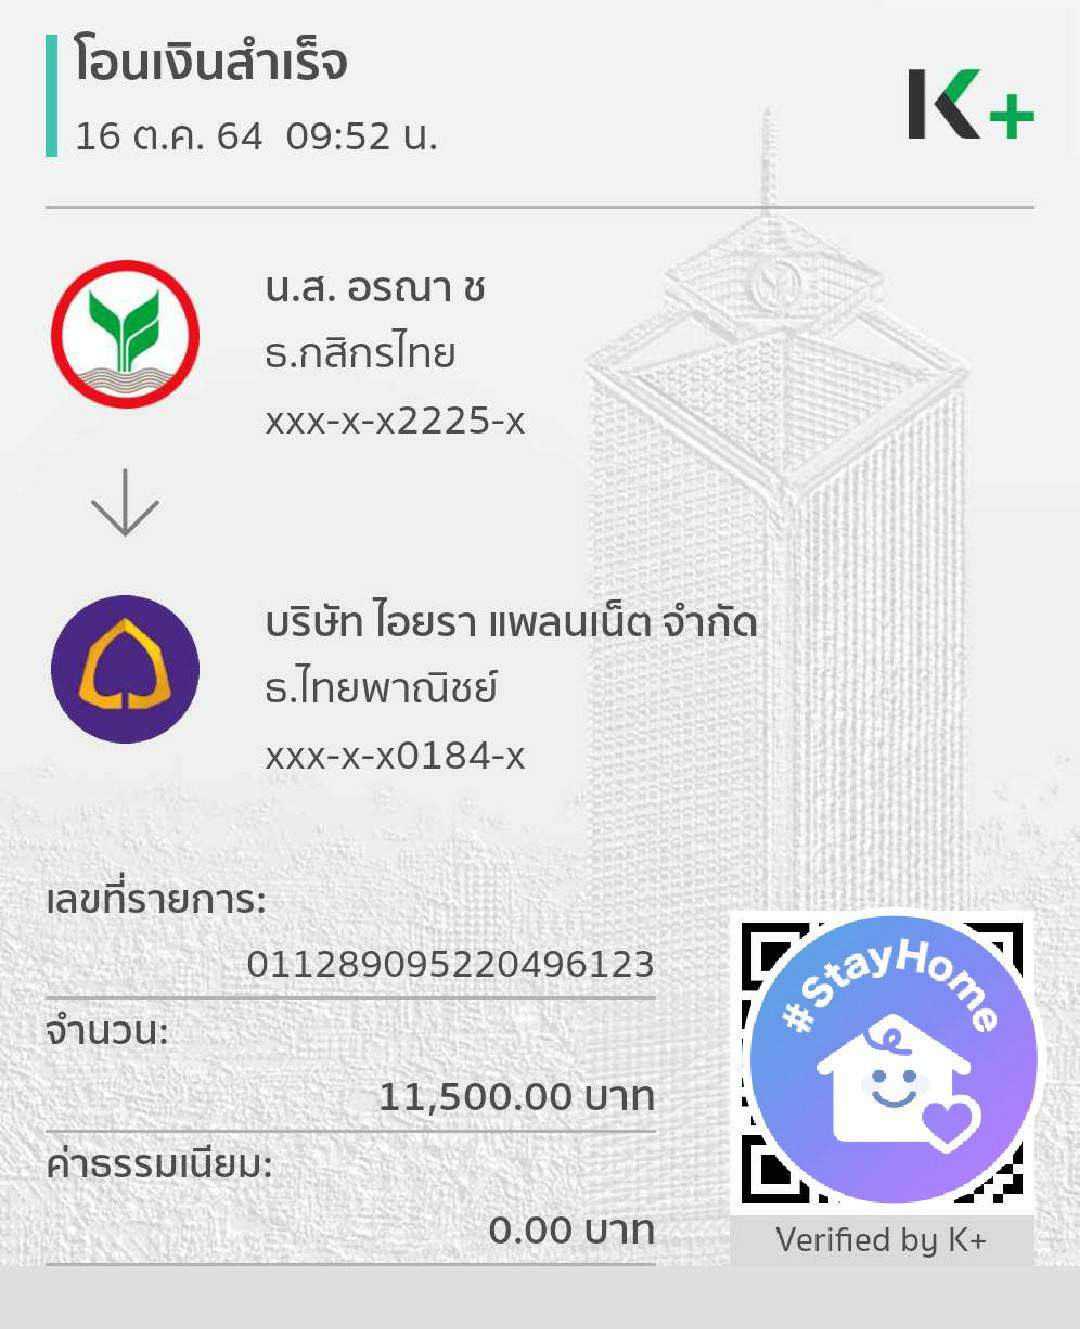 โอนเงินสำเร็จ
16 ต.ค. 64  09:52 น.
K+
น.ส. อรณา ช
ธ.กสิกรไทย
xxx-x-x2225-x
บริษัท ไอยรา แพลนเน็ต จำกัด
ธ.ไทยพาณิชย์
xxx-x-x0184-x
เลขที่รายการ:
011289095220496123
จำนวน:
11,500.00 บาท
ค่าธรรมเนียม:
0.00 บาท
#StayHome
Verified by K+